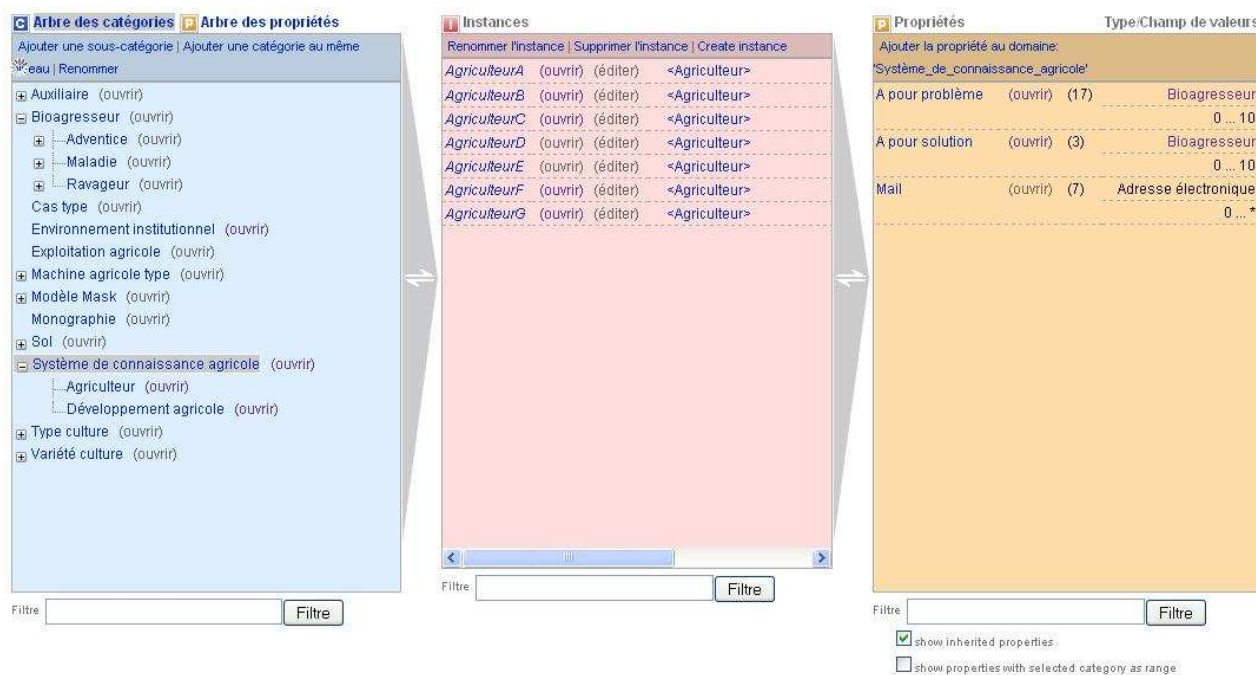 C Arbre des catégories P Arbre des propriétés
Ajouter une sous-catégorie | Ajouter une catégorie au même
eau | Renommer
Auxiliaire (ouvrir)
Bioagresseur (ouvrir)
Adventice (ouvrir)
Maladie (ouvrir)
Ravageur (ouvrir)
Cas type (ouvrir)
Environnement institutionnel (ouvrir)
Exploitation agricole (ouvrir)
Machine agricole type (ouvrir)
Modèle Mask (ouvrir)
Monographie (ouvrir)
Sol (ouvrir)
Système de connaissance agricole (ouvrir)
Agriculteur (ouvrir)
Développement agricole (ouvrir)
Type culture (ouvrir)
Variété culture (ouvrir)
Filtre Filtre
I Instances
Renommer l'instance | Supprimer l'instance | Create instance
AgriculteurA (ouvrir) (éditer) <Agriculteur>
AgriculteurB (ouvrir) (éditer) <Agriculteur>
AgriculteurC (ouvrir) (éditer) <Agriculteur>
AgriculteurD (ouvrir) (éditer) <Agriculteur>
AgriculteurE (ouvrir) (éditer) <Agriculteur>
AgriculteurF (ouvrir) (éditer) <Agriculteur>
AgriculteurG (ouvrir) (éditer) <Agriculteur>
Filtre Filtre
P Propriétés Type/Champ de valeurs
Ajouter la propriété au domaine:
'Système_de_connaissance_agricole'
A pour problème (ouvrir) (17) Bioagresseur
0 ... 10
A pour solution (ouvrir) (3) Bioagresseur
0 ... 10
Mail (ouvrir) (7) Adresse électronique
0 ... *
Filtre Filtre
show inherited properties
show properties with selected category as range